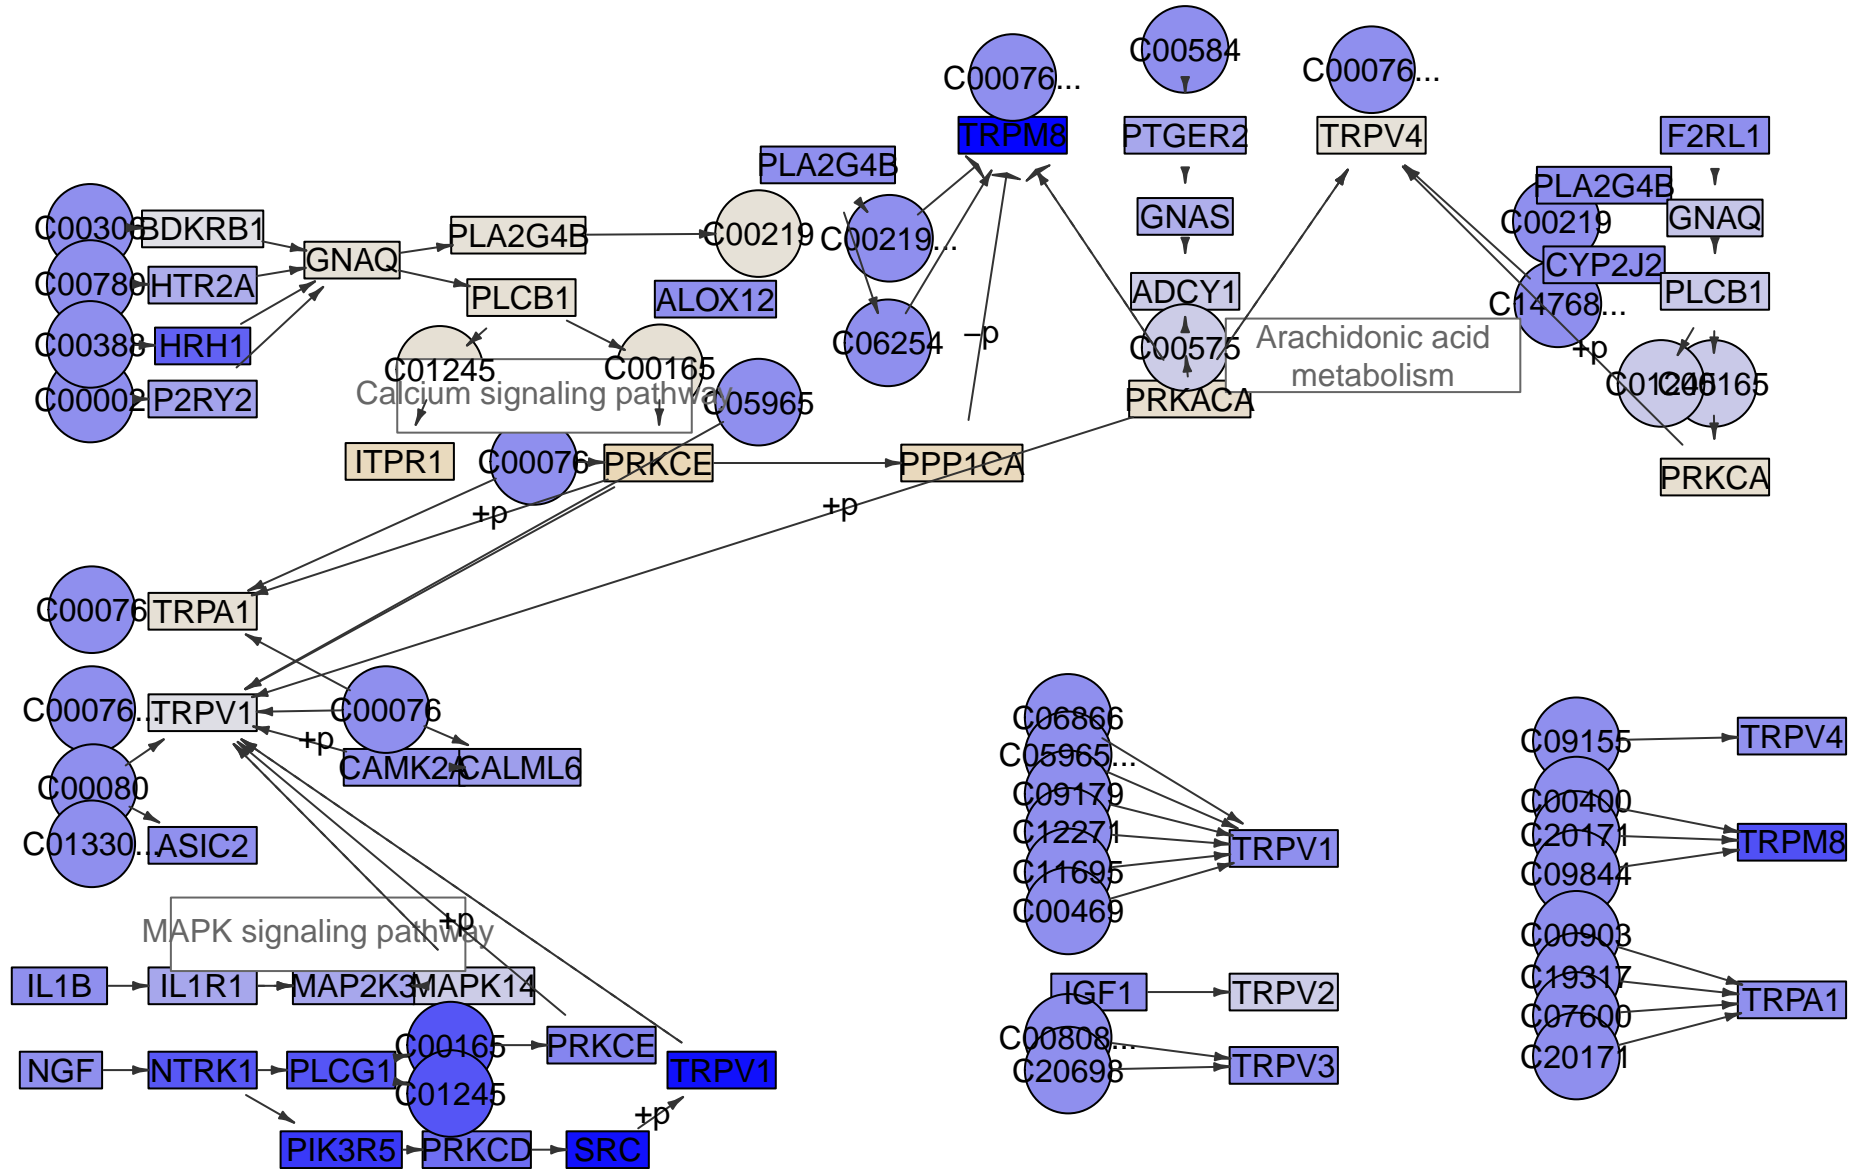 C00584
C00076...
C00076...
TRPM8
PTGER2
TRPV4
F2RL1
PLA2G4B
PLA2G4B
C00219
GNAS
GNAQ
BDKRB1
PLA2G4B
C00219
C00219...
GNAQ
CYP2J2
C00780
HTR2A
PLCB1
ALOX12
ADCY1
C14768...
PLCB1
C00388
HRH1
C06254
–p
C00575
Arachidonic acid
metabolism
+p
C01245
C00165
Calcium signaling pathway
C05965
C00002
P2RY2
PRKACA
C00165
ITPR1
C00076
PRKCE
PPP1CA
PRKCA
+p
+p
C00076
TRPA1
C00076...
TRPV1
C00076
+p
CAMK2A
CALML6
C00080
C01330...
ASIC2
C06866
C05965...
C09179
C12271
C11695
C00469
TRPV1
C09155
TRPV4
C00400
C20171
C09844
TRPM8
C00903
C19317
C07600
C20171
TRPA1
+p
MAPK signaling pathway
IL1B
IL1R1
MAP2K3
MAPK14
IGF1
TRPV2
C00808...
C20698
TRPV3
NGF
NTRK1
PLCG1
C00165
C01245
PRKCE
TRPV1
+p
PIK3R5
PRKCD
SRC